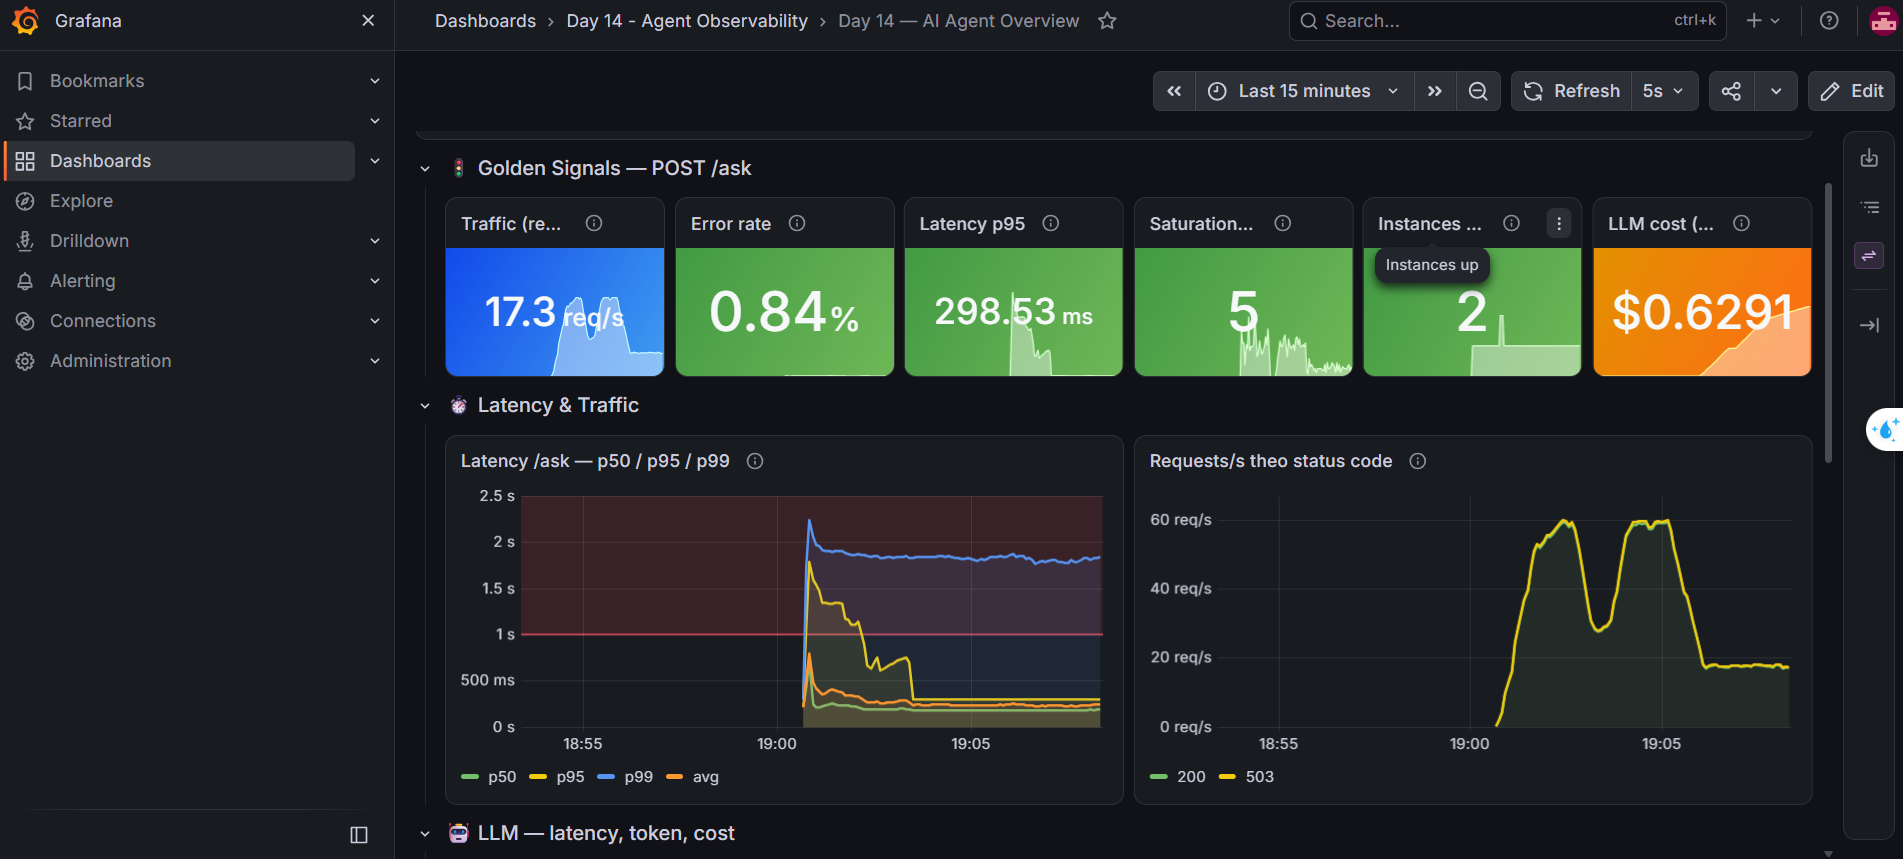 Grafana
Dashboards › Day 14 - Agent Observability › Day 14 — AI Agent Overview
Search...
ctrl+k
Bookmarks
Starred
Dashboards
Explore
Drilldown
Alerting
Connections
Administration
Last 15 minutes
Refresh
5s
Edit
Golden Signals — POST /ask
Traffic (re...
17.3 req/s
Error rate
0.84%
Latency p95
298.53 ms
Saturation...
5
Instances ...
Instances up
2
LLM cost (...
$0.6291
Latency & Traffic
Latency /ask — p50 / p95 / p99
2.5 s
2 s
1.5 s
1 s
500 ms
0 s
18:55
19:00
19:05
p50 p95 p99 avg
Requests/s theo status code
60 req/s
40 req/s
20 req/s
0 req/s
18:55
19:00
19:05
200 503
LLM — latency, token, cost